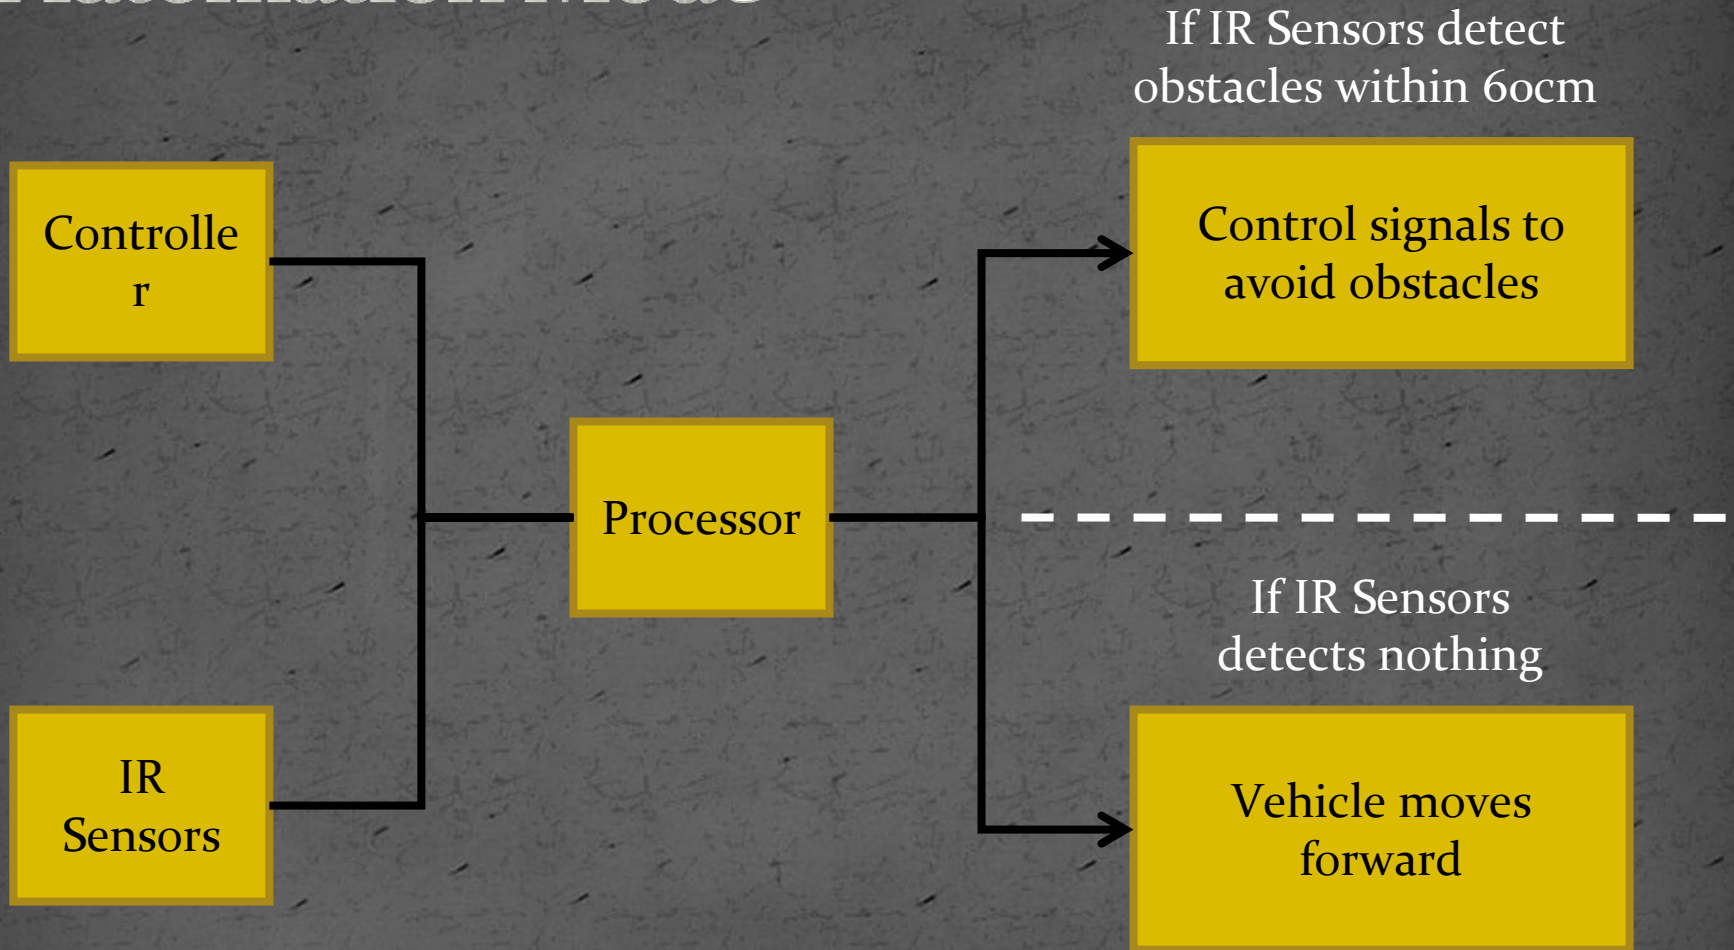 If IR Sensors detect
obstacles within 60cm
Controlle
r
Control signals to
avoid obstacles
Processor
If IR Sensors
detects nothing
IR
Sensors
Vehicle moves
forward